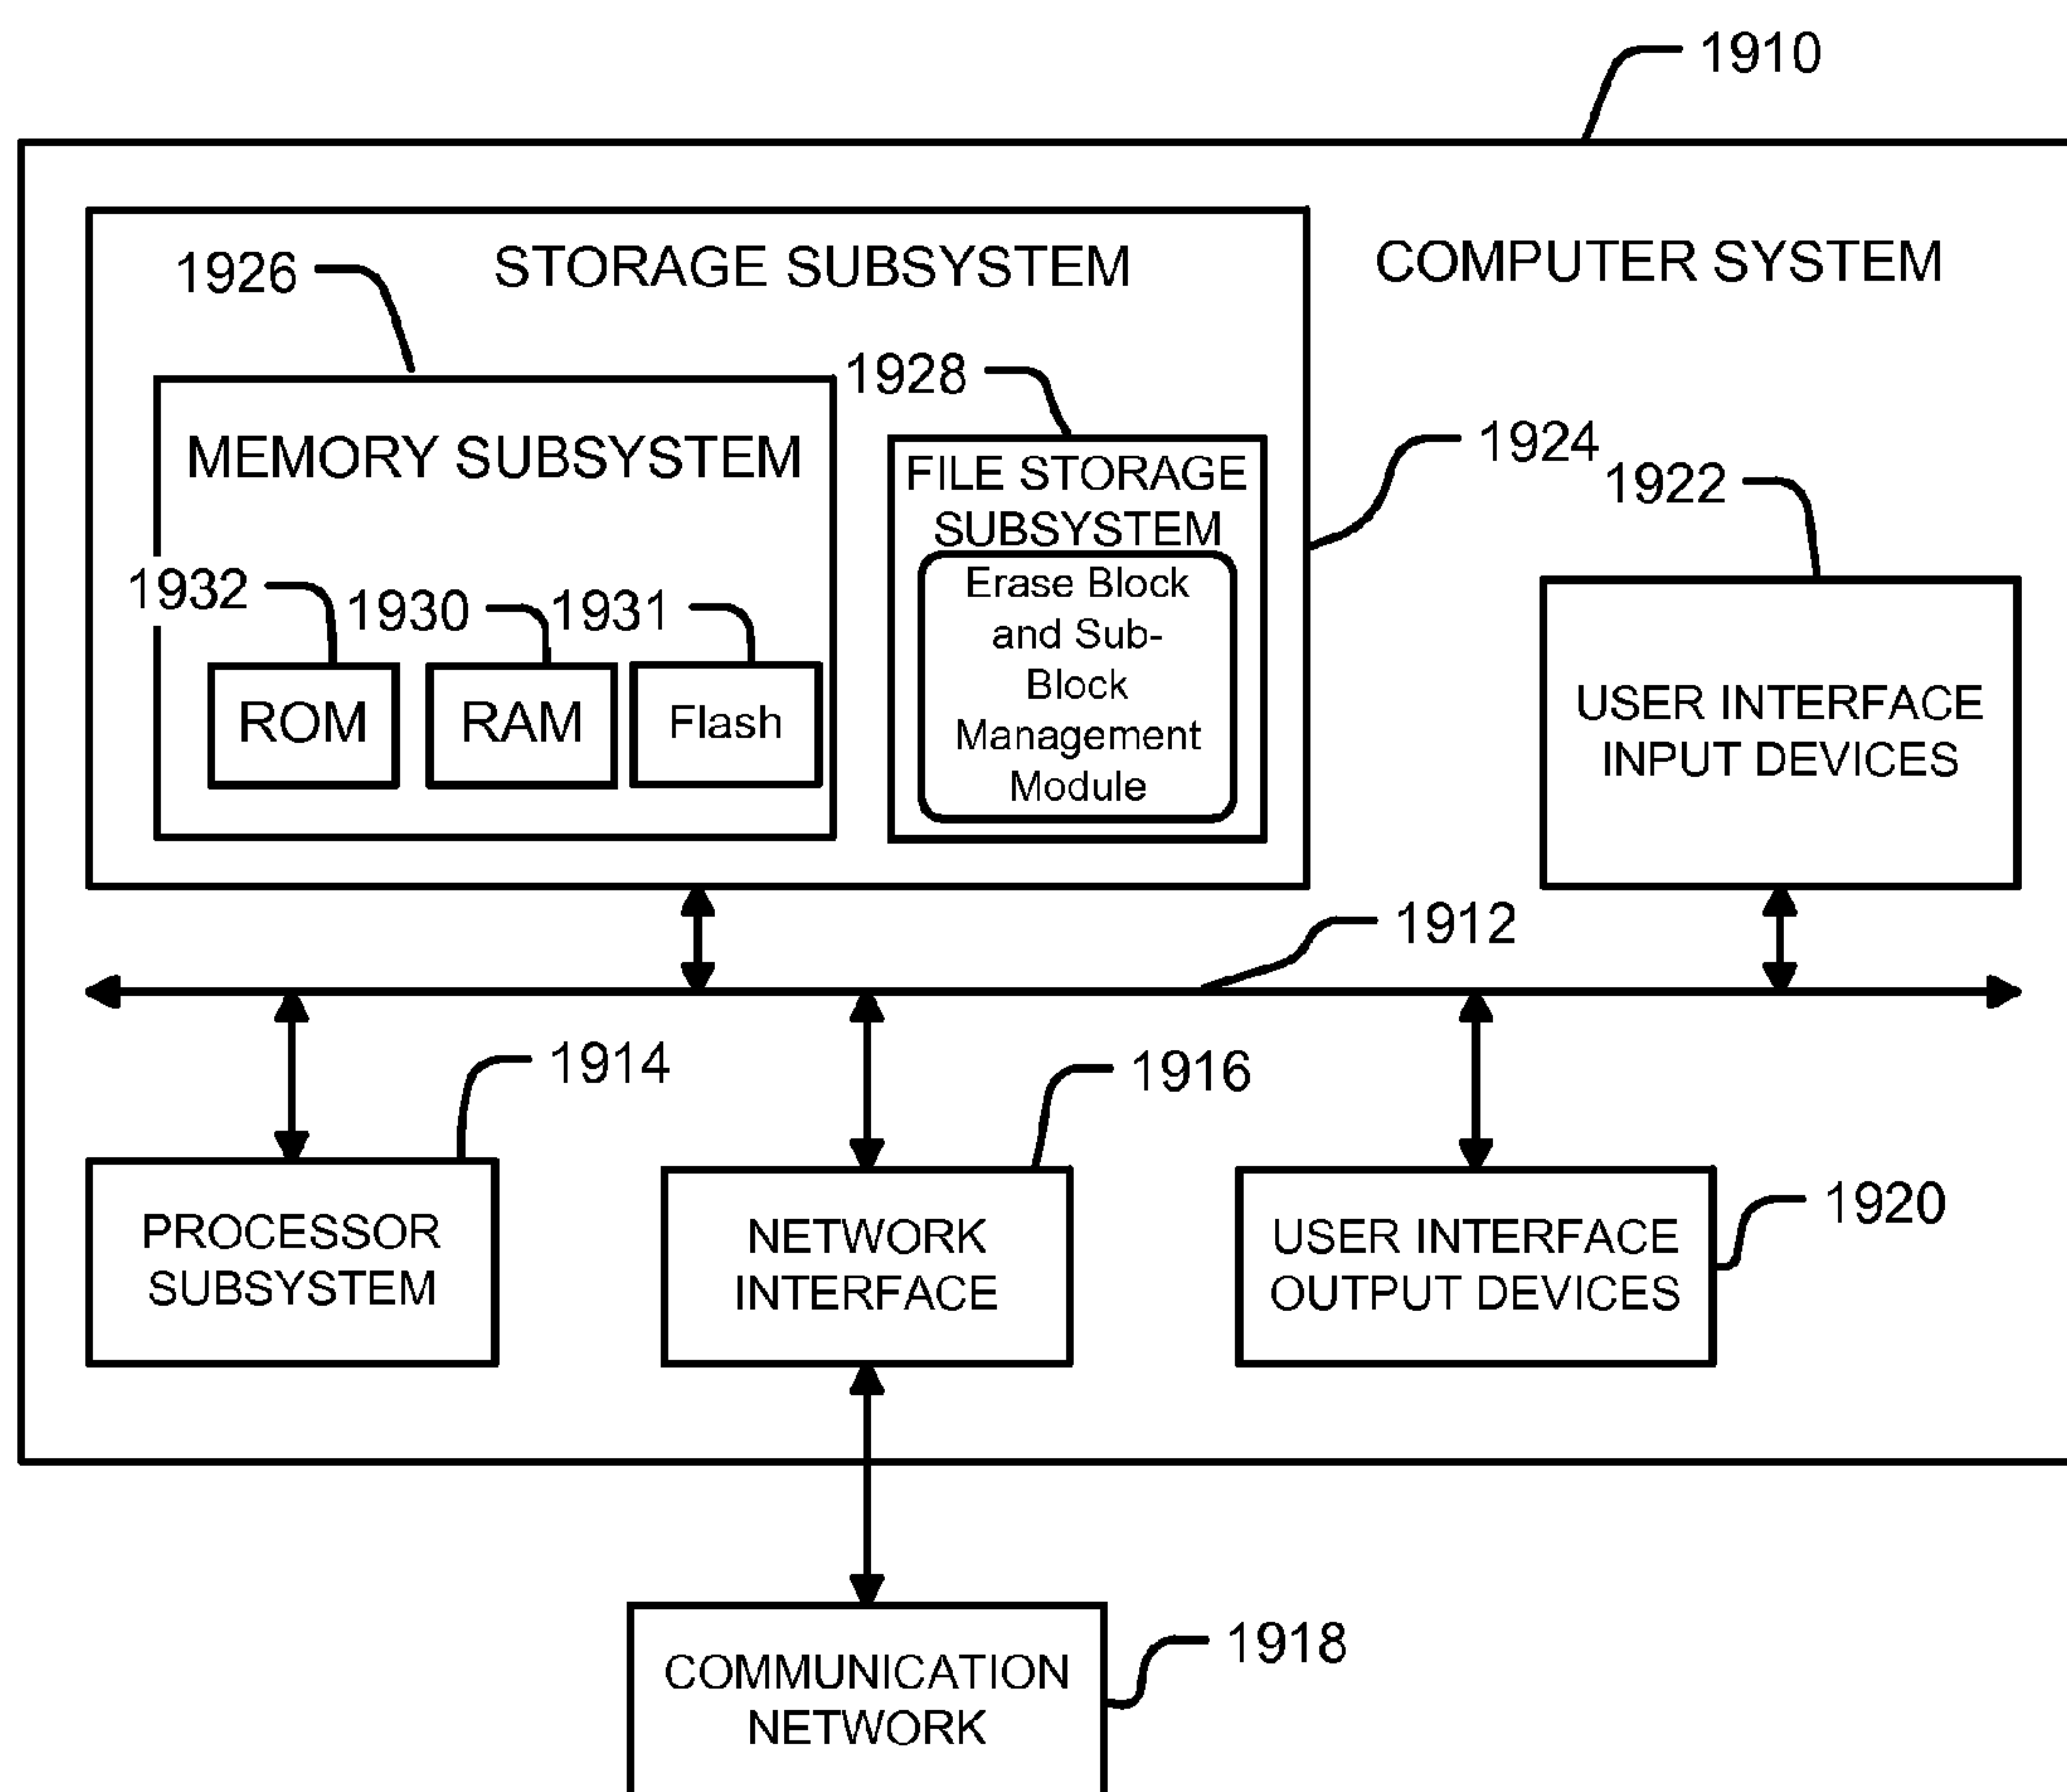 1910
STORAGE SUBSYSTEM
COMPUTER SYSTEM
1926
1928
MEMORY SUBSYSTEM
1924
FILE STORAGE
SUBSYSTEM
1922
Erase Block
and Sub-
Block
Management
Module
1932
1930
1931
ROM
RAM
Flash
USER INTERFACE
INPUT DEVICES
1912
1914
1916
PROCESSOR
SUBSYSTEM
NETWORK
INTERFACE
USER INTERFACE
OUTPUT DEVICES
1920
COMMUNICATION
NETWORK
1918